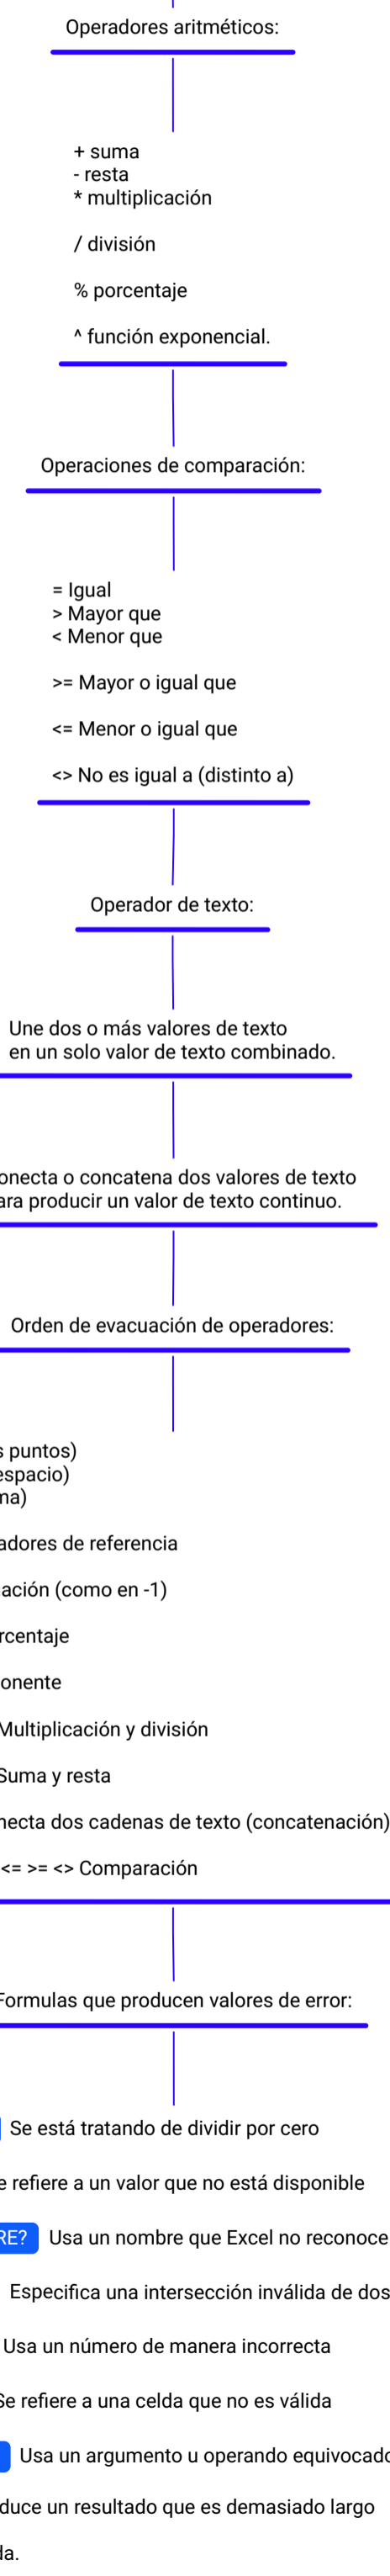 Operadores aritméticos:
+ suma
- resta
* multiplicación
/ división
% porcentaje
^ función exponencial.
Operaciones de comparación:
= Igual
> Mayor que
< Menor que
>= Mayor o igual que
<= Menor o igual que
<> No es igual a (distinto a)
Operador de texto:
Une dos o más valores de texto
en un solo valor de texto combinado.
onecta o concatena dos valores de texto
ara producir un valor de texto continuo.
Orden de evacuación de operadores:
s puntos)
espacio)
ma)
adores de referencia
ación (como en -1)
rcentaje
onente
Multiplicación y división
Suma y resta
necta dos cadenas de texto (concatenación)
<= >= <> Comparación
Formulas que producen valores de error:
Se está tratando de dividir por cero
e refiere a un valor que no está disponible
RE? Usa un nombre que Excel no reconoce
Especifica una intersección inválida de dos
Usa un número de manera incorrecta
Se refiere a una celda que no es válida
Usa un argumento u operando equivocado
duce un resultado que es demasiado largo
da.